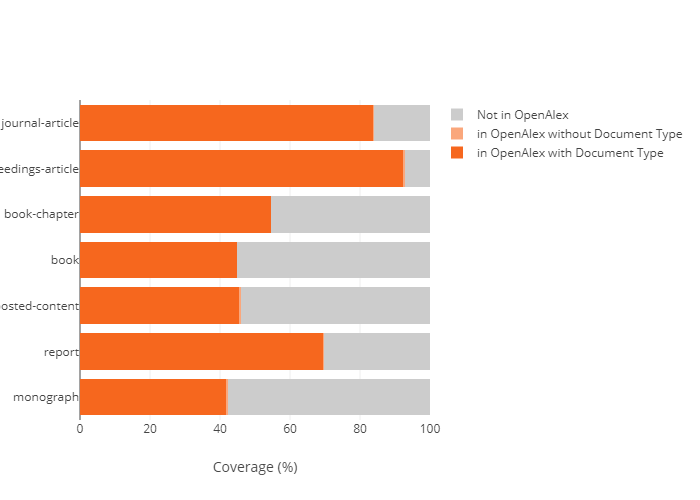 journal-article
eedings-article
book-chapter
book
osted-content
report
monograph
0 20 40 60 80 100
Coverage (%)
Not in OpenAlex
in OpenAlex without Document Type
in OpenAlex with Document Type